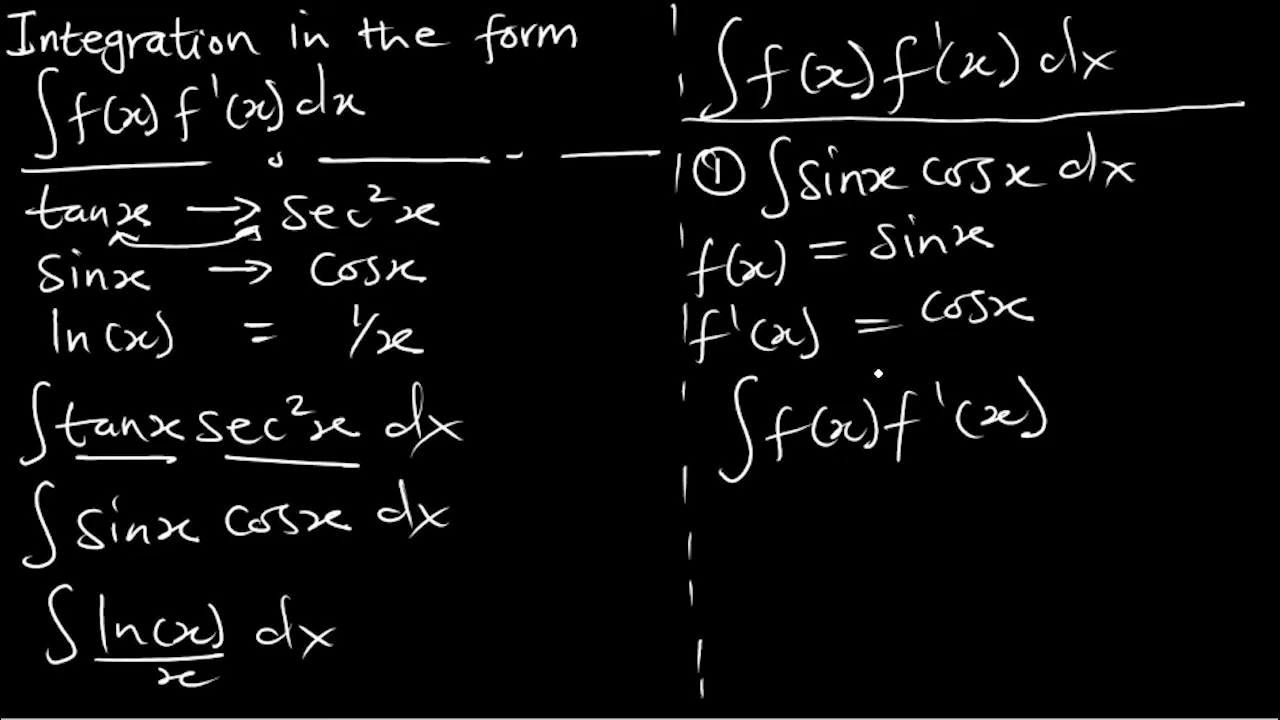 Integration in the form
∫ f(x) f'(x) dx
tanx → sec²x
sinx → cosx
ln(x) = 1/x
∫ tanx sec²x dx
∫ sinx cosx dx
∫ ln(x)/x dx
∫ f(x) f'(x) dx
① ∫ sinx cosx dx
f(x) = sinx
f'(x) = cosx
∫ f(x) f'(x)